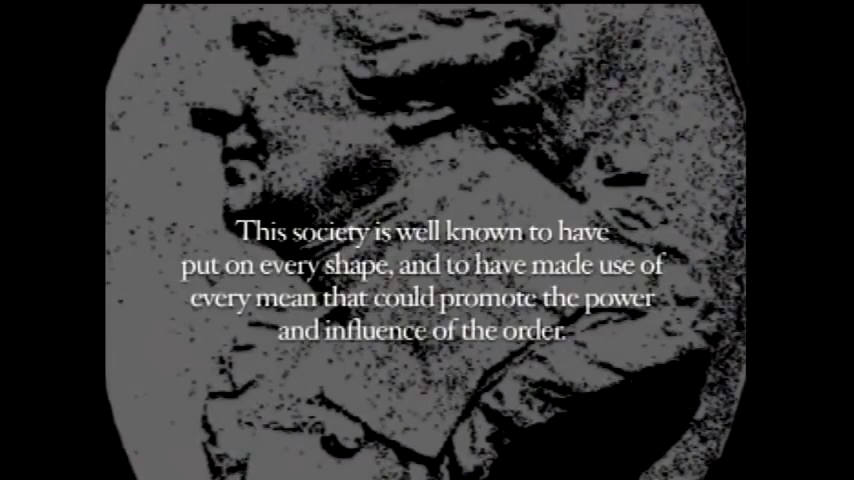 This society is well known to have
put on every shape, and to have made use of
every mean that could promote the power
and influence of the order.